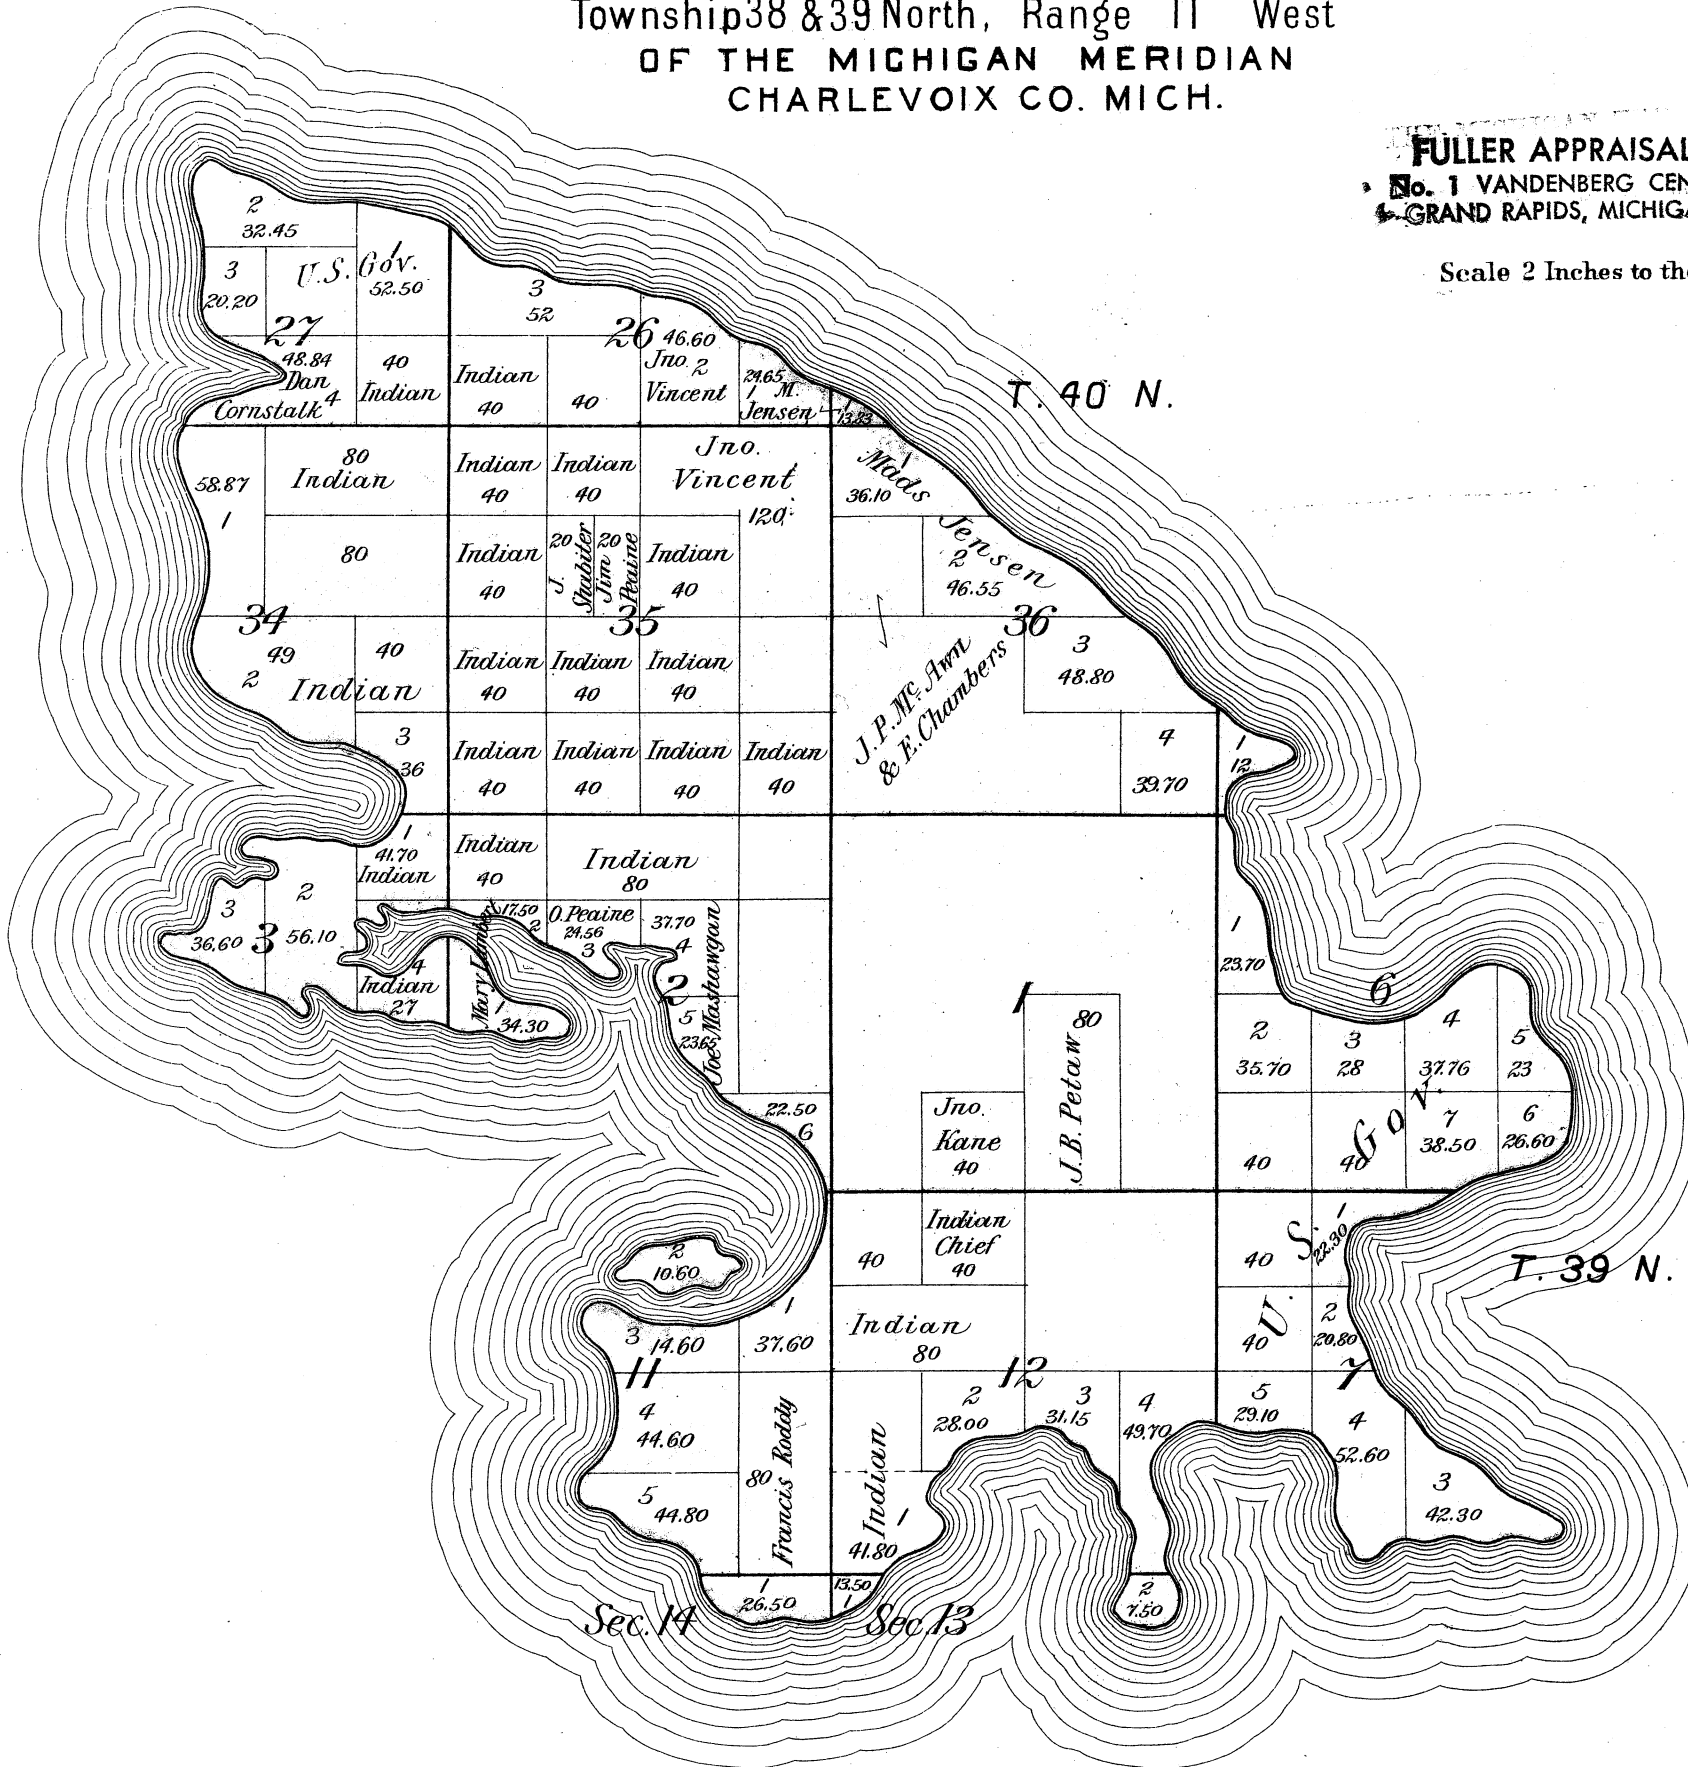 Township 38 & 39 North, Range 11 West
OF THE MICHIGAN MERIDIAN
CHARLEVOIX CO. MICH.
FULLER APPRAISAL
No. 1 VANDENBERG CEN
GRAND RAPIDS, MICHIGA
Scale 2 Inches to the
T. 40 N.
2
32.45
3
20.20
U.S. Gov.
1
52.50
27
48.84
Dan
4
Cornstalk
40
Indian
3
52
26
46.60
Jno. 2
Vincent
Indian
40
40
24.65
1 M.
Jensen
1
13.83
58.87
1
80
Indian
80
34
49
2
40
Indian
3
36
Indian
40
Indian
40
Jno.
Vincent
120
Indian
40
20
J.
Shabiter
20
Jim
Peaine
Indian
40
35
Indian
40
Indian
40
Indian
40
Indian
40
Indian
40
Indian
40
Indian
40
Mads Jensen
1
36.10
2
46.55
36
3
48.80
J.P. Mc. Awn
& E. Chambers
4
39.70
1
12
1
41.70
Indian
2
56.10
3
36.60
3
4
Indian
27
Indian
40
Indian
80
Mary Lambert
17.50
2
O. Peaine
24.56
3
37.70
4
2
5
23.65
Joe Mashawgan
1
34.30
22.50
6
1
80
J.B. Petaw
Jno.
Kane
40
1
23.70
6
2
35.70
3
28
4
37.76
5
23
40
40
7
38.50
6
26.60
U. S. Gov.
T. 39 N.
2
10.60
3
14.60
1
37.60
11
4
44.60
5
44.80
80
Francis Roddy
40
Indian
Chief
40
Indian
80
12
2
28.00
3
31.15
4
49.70
Indian
1
41.80
40
1
22.30
40
2
20.80
7
5
29.10
4
52.60
3
42.30
1
26.50
Sec. 14
13.50
1
Sec. 13
2
7.50